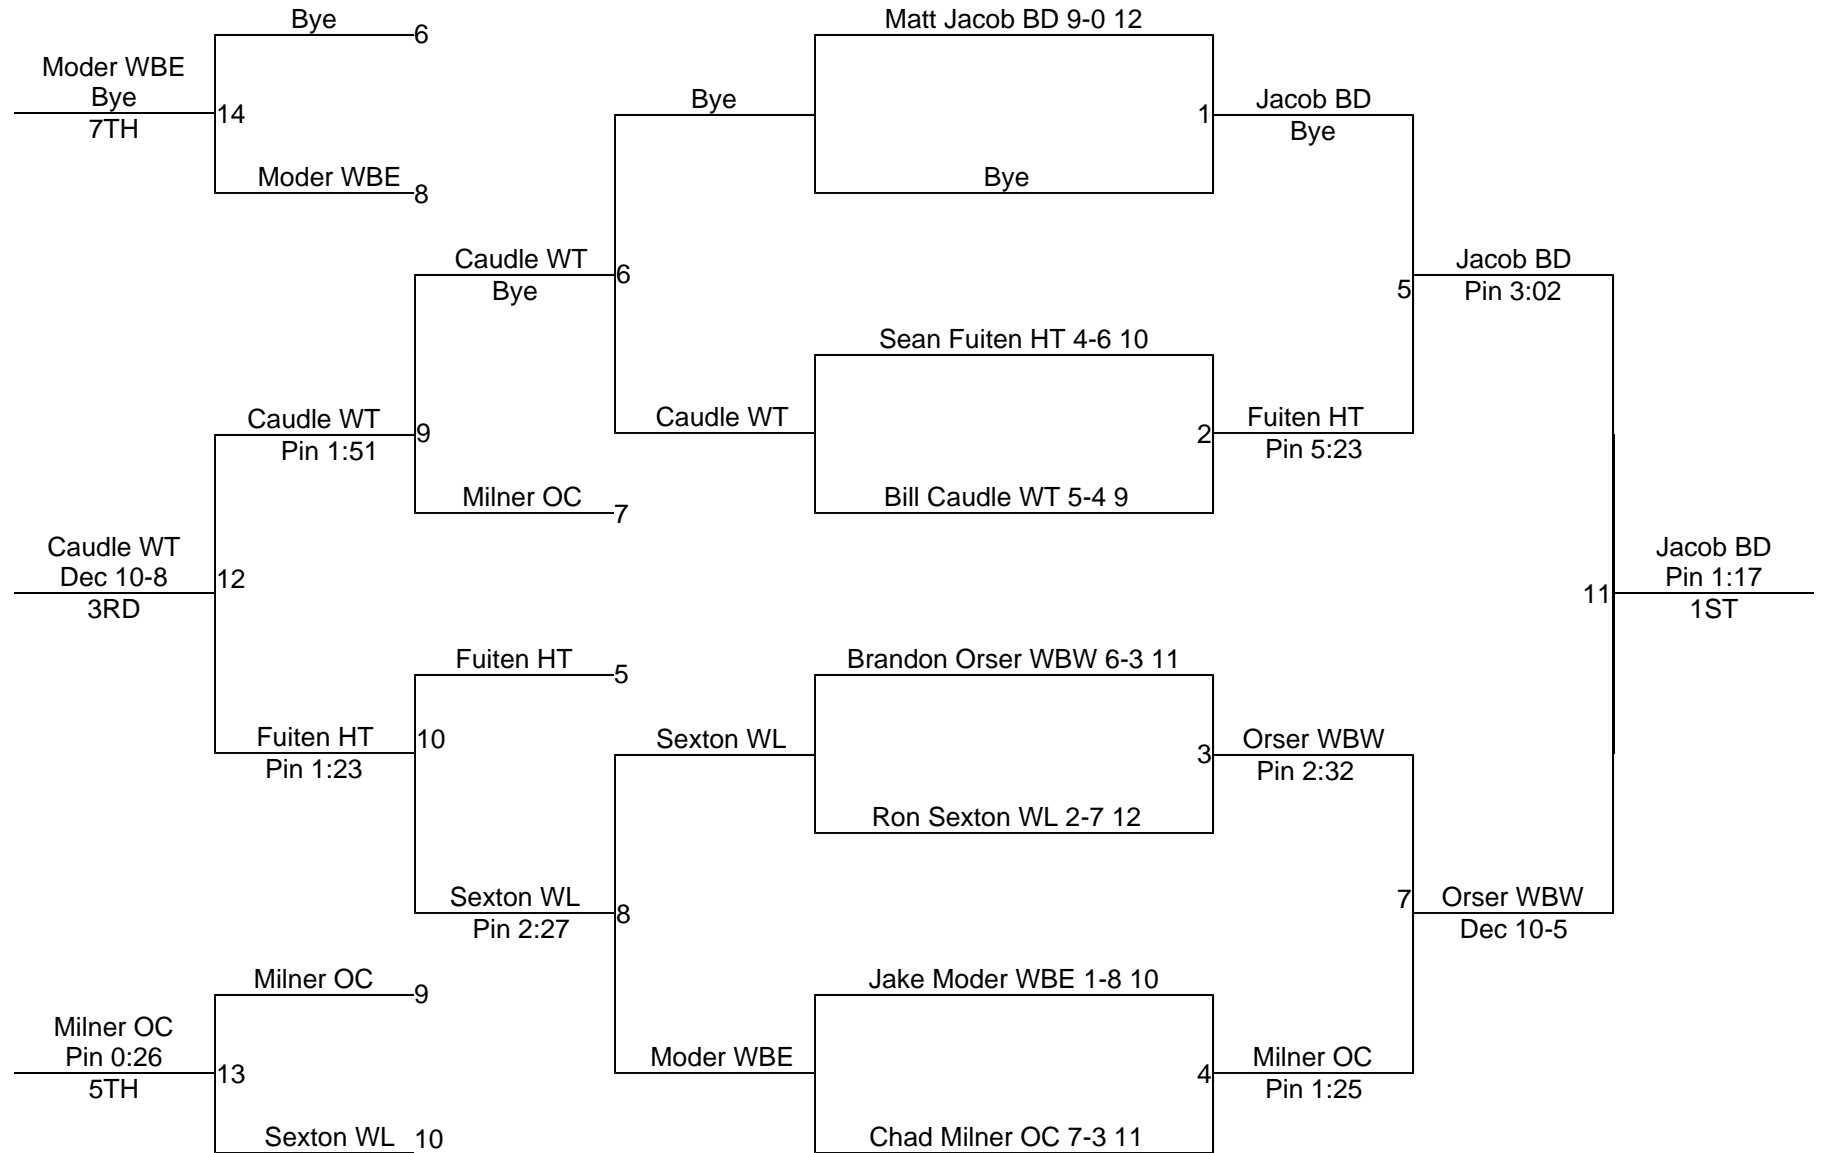 Bye
6
Matt Jacob BD 9-0 12
Moder WBE
Bye
7TH
14
Bye
1
Jacob BD
Bye
Moder WBE
8
Bye
Caudle WT
Bye
6
Jacob BD
Pin 3:02
5
Sean Fuiten HT 4-6 10
Caudle WT
Pin 1:51
9
Caudle WT
2
Fuiten HT
Pin 5:23
Milner OC
7
Bill Caudle WT 5-4 9
Caudle WT
Dec 10-8
3RD
12
11
Jacob BD
Pin 1:17
1ST
Fuiten HT
5
Brandon Orser WBW 6-3 11
Fuiten HT
Pin 1:23
10
Sexton WL
3
Orser WBW
Pin 2:32
Ron Sexton WL 2-7 12
Sexton WL
Pin 2:27
8
7
Orser WBW
Dec 10-5
Milner OC
9
Jake Moder WBE 1-8 10
Milner OC
Pin 0:26
5TH
13
Moder WBE
4
Milner OC
Pin 1:25
Sexton WL
10
Chad Milner OC 7-3 11